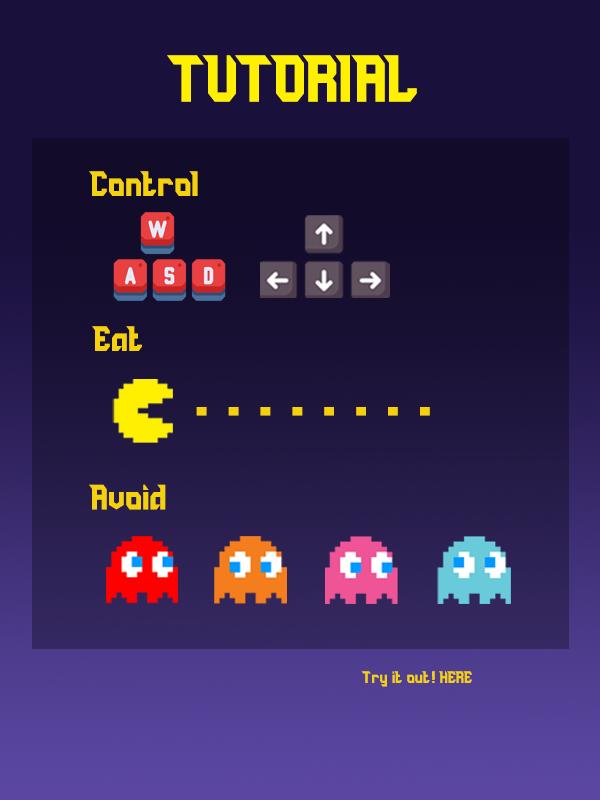 TUTORIAL
Control
W
A S D
Eat
Avoid
Try it out! HERE